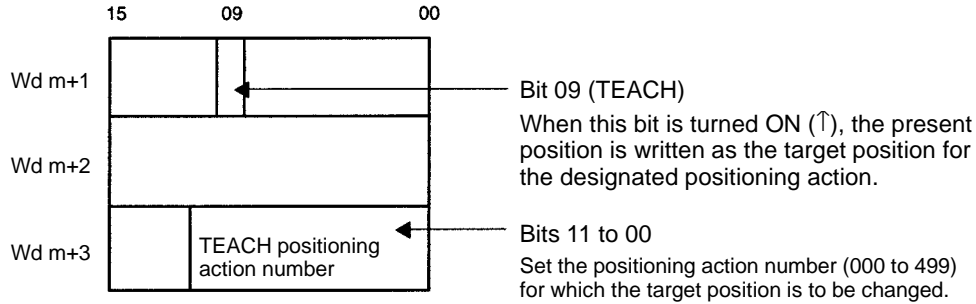 15 09 00
Wd m+1
Bit 09 (TEACH)
When this bit is turned ON (↑), the present
position is written as the target position for
the designated positioning action.
Wd m+2
Wd m+3
TEACH positioning
action number
Bits 11 to 00
Set the positioning action number (000 to 499)
for which the target position is to be changed.